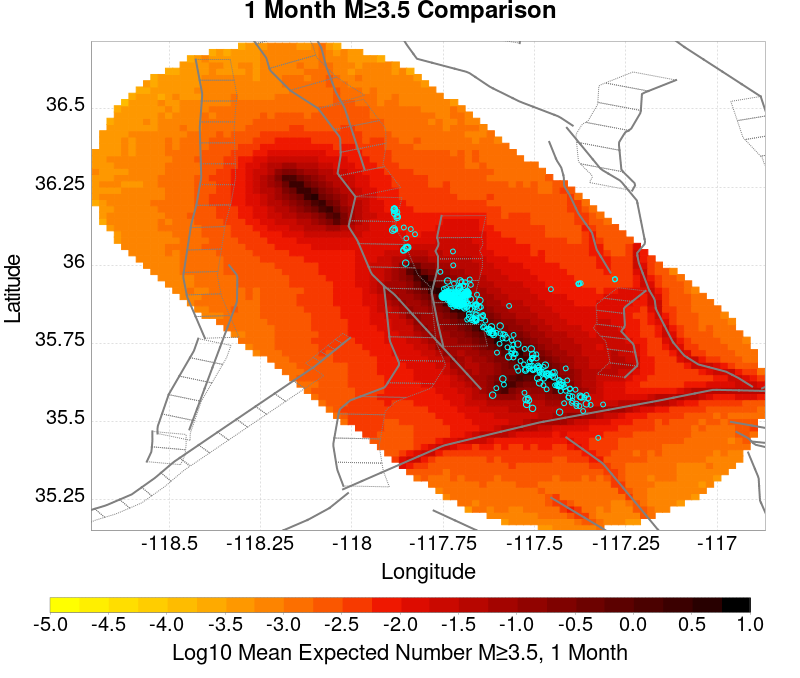 1 Month M≥3.5 Comparison
Latitude
36.5
36.25
36
35.75
35.5
35.25
-118.5 -118.25 -118 -117.75 -117.5 -117.25 -117
Longitude
-5.0 -4.5 -4.0 -3.5 -3.0 -2.5 -2.0 -1.5 -1.0 -0.5 0.0 0.5 1.0
Log10 Mean Expected Number M≥3.5, 1 Month